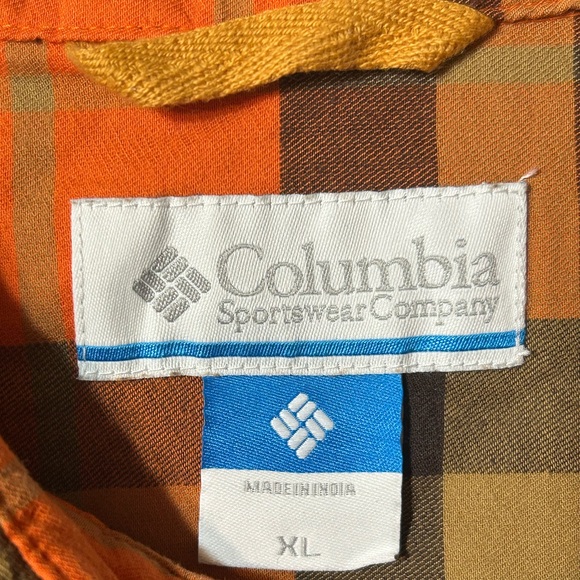 Columbia
Sportswear Company
MADE IN INDIA
XL